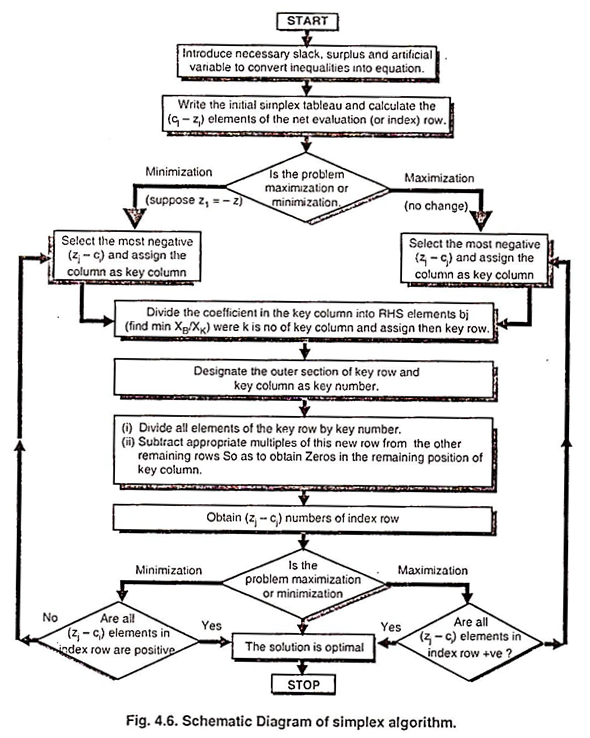 START
Introduce necessary slack, surplus and artificial
variable to convert inequalities into equation.
Write the initial simplex tableau and calculate the
(cj – zj) elements of the net evaluation (or index) row.
Is the problem
maximization or
minimization.
Minimization
(suppose z1 = – z)
Maximization
(no change)
Select the most negative
(zj – cj) and assign the
column as key column
Select the most negative
(zj – cj) and assign the
column as key column
Divide the coefficient in the key column into RHS elements bj
(find min XB/XK) were k is no of key column and assign then key row.
Designate the outer section of key row and
key column as key number.
(i) Divide all elements of the key row by key number.
(ii) Subtract appropriate multiples of this new row from the other
remaining rows So as to obtain Zeros in the remaining position of
key column.
Obtain (zj – cj) numbers of index row
Is the
problem maximization
or minimization
Minimization
Maximization
No
Are all
(zj – cj) elements in
index row are positive
Yes
The solution is optimal
Yes
Are all
(zj – cj) elements in
index row +ve ?
STOP
Fig. 4.6. Schematic Diagram of simplex algorithm.